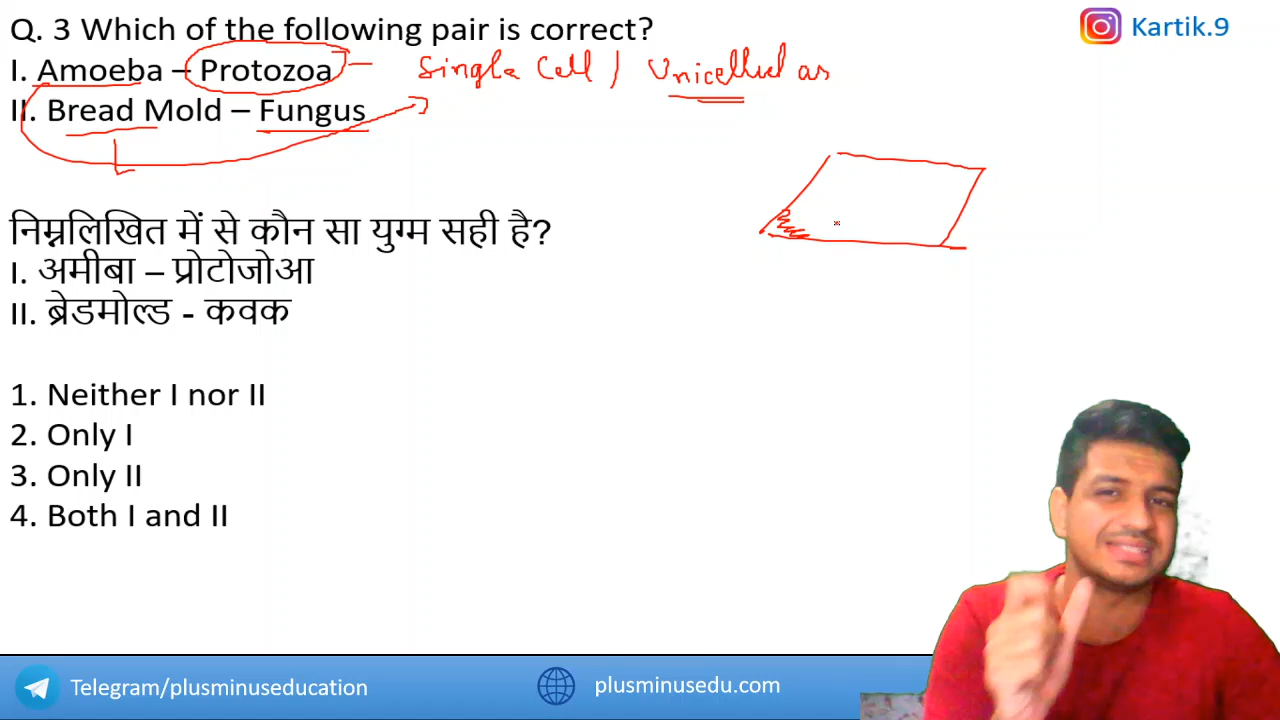 Q. 3 Which of the following pair is correct?
Kartik.9
I. Amoeba – Protozoa
Single Cell / Unicellued as
II. Bread Mold – Fungus
निम्नलिखित में से कौन सा युग्म सही है?
I. अमीबा – प्रोटोजोआ
II. ब्रेडमोल्ड - कवक
1. Neither I nor II
2. Only I
3. Only II
4. Both I and II
Telegram/plusminuseducation
plusminusedu.com